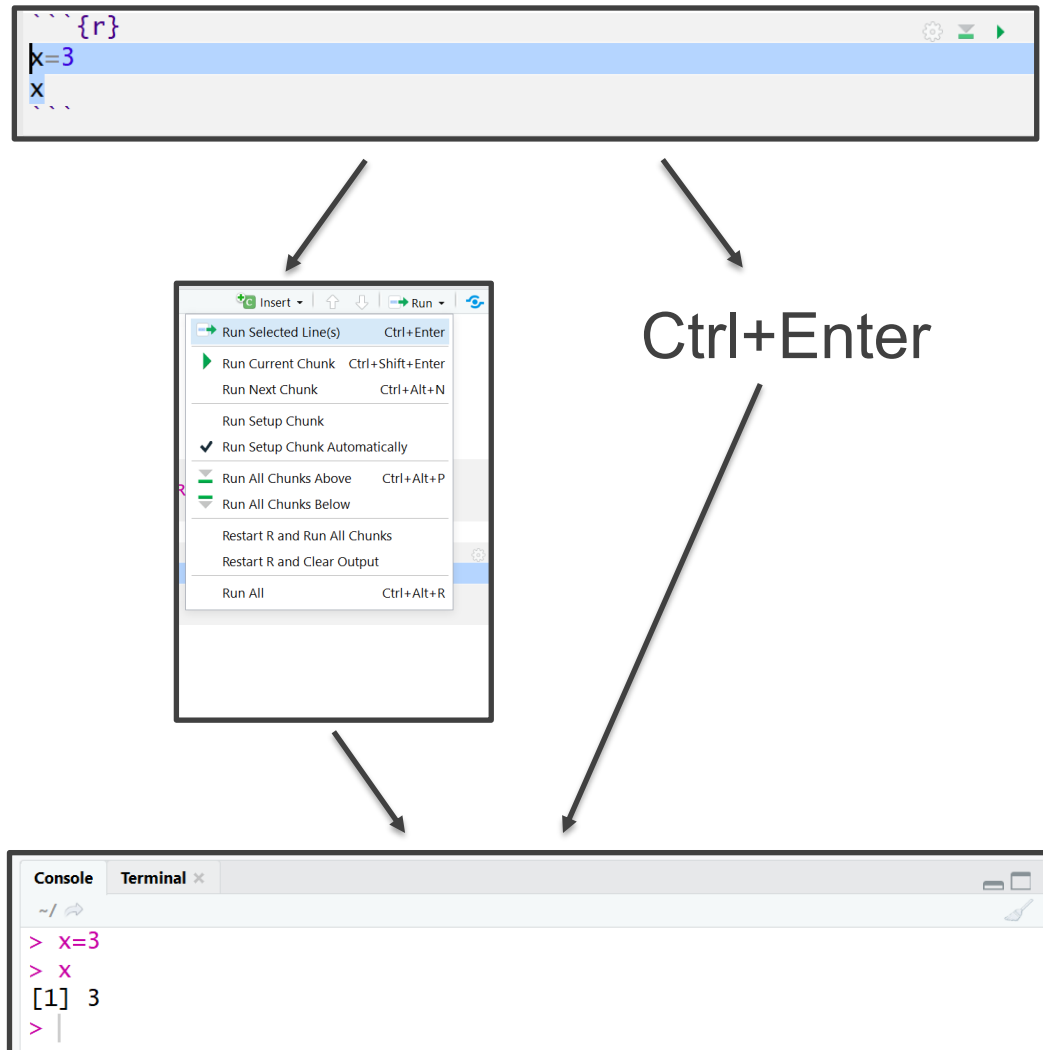 ```{r}
x=3
x
```
Insert Run
Run Selected Line(s) Ctrl+Enter
Run Current Chunk Ctrl+Shift+Enter
Run Next Chunk Ctrl+Alt+N
Run Setup Chunk
Run Setup Chunk Automatically
Run All Chunks Above Ctrl+Alt+P
Run All Chunks Below
Restart R and Run All Chunks
Restart R and Clear Output
Run All Ctrl+Alt+R
Ctrl+Enter
Console Terminal
~/
> x=3
> x
[1] 3
>